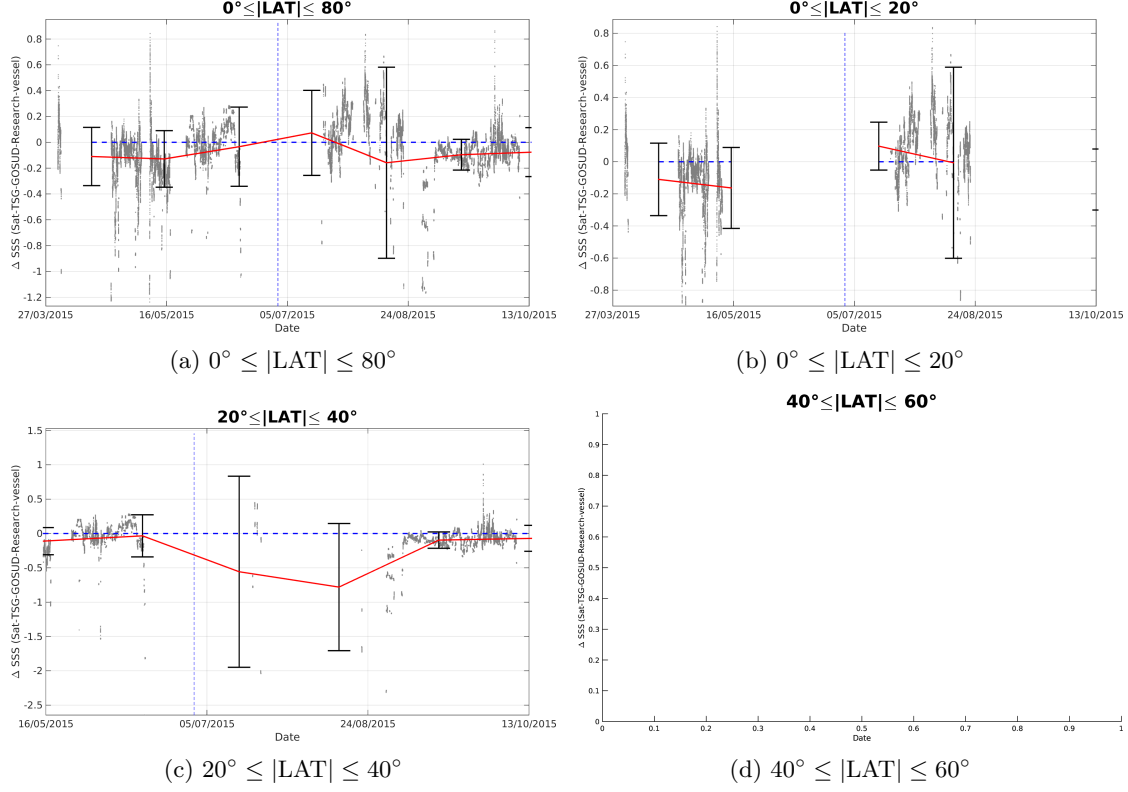 0°≤|LAT|≤ 80°
0.8
0.6
0.4
0.2
0
-0.2
-0.4
-0.6
-0.8
-1
-1.2
Δ SSS (Sat-TSG-GOSUD-Research-vessel)
27/03/2015 16/05/2015 05/07/2015 24/08/2015 13/10/2015
Date
(a) 0° ≤ |LAT| ≤ 80°
0°≤|LAT|≤ 20°
0.8
0.6
0.4
0.2
0
-0.2
-0.4
-0.6
-0.8
Δ SSS (Sat-TSG-GOSUD-Research-vessel)
27/03/2015 16/05/2015 05/07/2015 24/08/2015 13/10/2015
Date
(b) 0° ≤ |LAT| ≤ 20°
20°≤|LAT|≤ 40°
1.5
1
0.5
0
-0.5
-1
-1.5
-2
-2.5
Δ SSS (Sat-TSG-GOSUD-Research-vessel)
16/05/2015 05/07/2015 24/08/2015 13/10/2015
Date
(c) 20° ≤ |LAT| ≤ 40°
40°≤|LAT|≤ 60°
1
0.9
0.8
0.7
0.6
0.5
0.4
0.3
0.2
0.1
0
Δ SSS (Sat-TSG-GOSUD-Research-vessel)
0 0.1 0.2 0.3 0.4 0.5 0.6 0.7 0.8 0.9 1
Date
(d) 40° ≤ |LAT| ≤ 60°